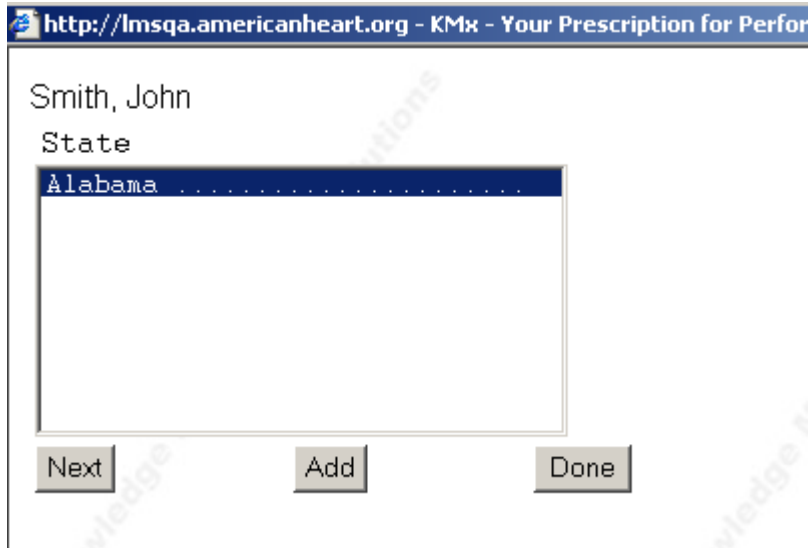 http://lmsqa.americanheart.org - KMx - Your Prescription for Perfor
Smith, John
State
Alabama . . . . . . . . . . . . . . . . . . . . .
Next Add Done